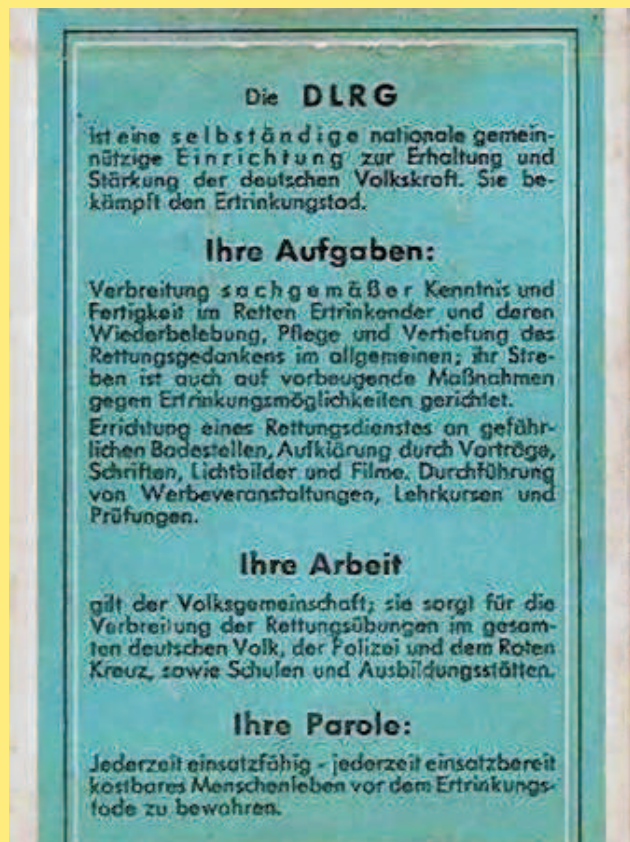 Die DLRG
ist eine selbständige nationale gemein-
nützige Einrichtung zur Erhaltung und
Stärkung der deutschen Volkskraft. Sie be-
kämpft den Ertrinkungstod.
Ihre Aufgaben:
Verbreitung sachgemäßer Kenntnis und
Fertigkeit im Retten Ertrinkender und deren
Wiederbelebung, Pflege und Vertiefung des
Rettungsgedankens im allgemeinen; ihr Stre-
ben ist auch auf vorbeugende Maßnahmen
gegen Ertrinkungsmöglichkeiten gerichtet.
Errichtung eines Rettungsdienstes an gefähr-
lichen Badestellen, Aufklärung durch Vorträge,
Schriften, Lichtbilder und Filme. Durchführung
von Werbeveranstaltungen, Lehrkursen und
Prüfungen.
Ihre Arbeit
gilt der Volksgemeinschaft; sie sorgt für die
Verbreitung der Rettungsübungen im gesam-
ten deutschen Volk, der Polizei und dem Roten
Kreuz, sowie Schulen und Ausbildungsstätten.
Ihre Parole:
Jederzeit einsatzfähig - jederzeit einsatzbereit
kostbares Menschenleben vor dem Ertrinkungs-
tode zu bewahren.